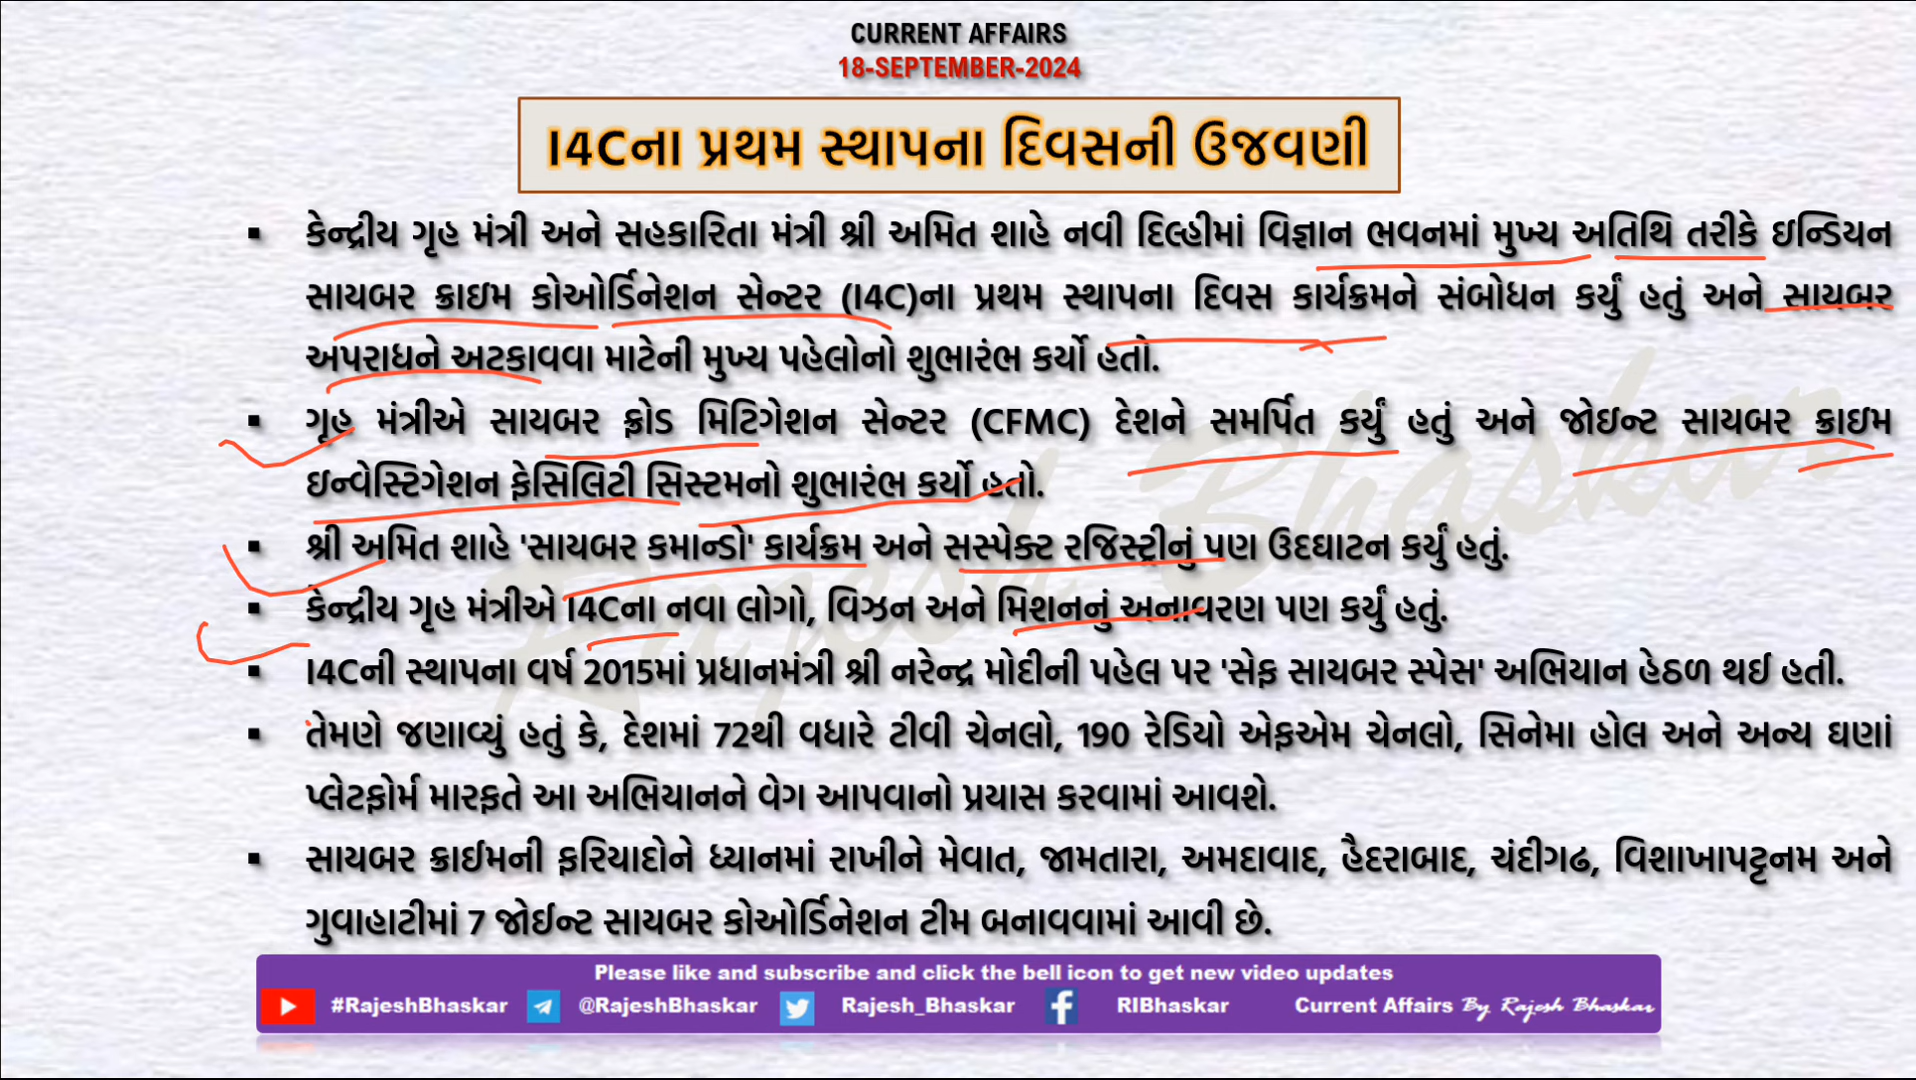 CURRENT AFFAIRS
18-SEPTEMBER-2024
I4Cના પ્રથમ સ્થાપના દિવસની ઉજવણી
▪ કેન્દ્રીય ગૃહ મંત્રી અને સહકારિતા મંત્રી શ્રી અમિત શાહે નવી દિલ્હીમાં વિજ્ઞાન ભવનમાં મુખ્ય અતિથિ તરીકે ઇન્ડિયન
સાયબર ક્રાઇમ કોઓર્ડિનેશન સેન્ટર (I4C)ના પ્રથમ સ્થાપના દિવસ કાર્યક્રમને સંબોધન કર્યું હતું અને સાયબર
અપરાધને અટકાવવા માટેની મુખ્ય પહેલોનો શુભારંભ કર્યો હતો.
▪ ગૃહ મંત્રીએ સાયબર ફ્રોડ મિટિગેશન સેન્ટર (CFMC) દેશને સમર્પિત કર્યું હતું અને જોઇન્ટ સાયબર ક્રાઇમ
ઇન્વેસ્ટિગેશન ફેસિલિટી સિસ્ટમનો શુભારંભ કર્યો હતો.
▪ શ્રી અમિત શાહે 'સાયબર કમાન્ડો' કાર્યક્રમ અને સસ્પેક્ટ રજિસ્ટ્રીનું પણ ઉદઘાટન કર્યું હતું.
▪ કેન્દ્રીય ગૃહ મંત્રીએ I4Cના નવા લોગો, વિઝન અને મિશનનું અનાવરણ પણ કર્યું હતું.
▪ I4Cની સ્થાપના વર્ષ 2015માં પ્રધાનમંત્રી શ્રી નરેન્દ્ર મોદીની પહેલ પર 'સેફ સાયબર સ્પેસ' અભિયાન હેઠળ થઈ હતી.
▪ તેમણે જણાવ્યું હતું કે, દેશમાં 72થી વધારે ટીવી ચેનલો, 190 રેડિયો એફએમ ચેનલો, સિનેમા હોલ અને અન્ય ઘણાં
પ્લેટફોર્મ મારફતે આ અભિયાનને વેગ આપવાનો પ્રયાસ કરવામાં આવશે.
▪ સાયબર ક્રાઈમની ફરિયાદોને ધ્યાનમાં રાખીને મેવાત, જામતારા, અમદાવાદ, હૈદરાબાદ, ચંદીગઢ, વિશાખાપટ્ટનમ અને
ગુવાહાટીમાં 7 જોઈન્ટ સાયબર કોઓર્ડિનેશન ટીમ બનાવવામાં આવી છે.
Rajesh Bhaskar
Please like and subscribe and click the bell icon to get new video updates
#RajeshBhaskar @RajeshBhaskar Rajesh_Bhaskar RIBhaskar Current Affairs By Rajesh Bhaskar